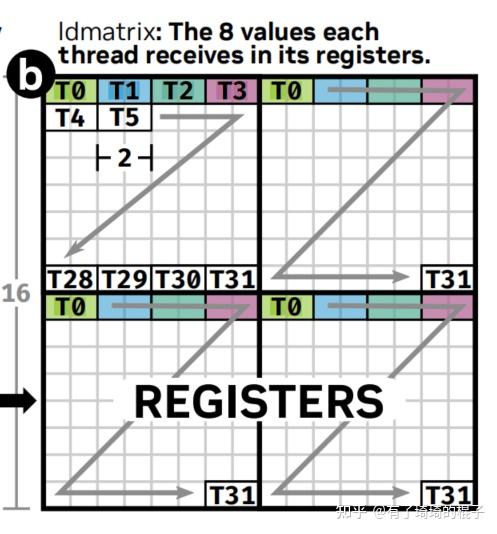 ldmatrix: The 8 values each
thread receives in its registers.
b
T0 T1 T2 T3 T0
T4 T5
2
T28 T29 T30 T31 T31
16
T0 T0
REGISTERS
T31 T31
知乎 @有了琦琦的棍子